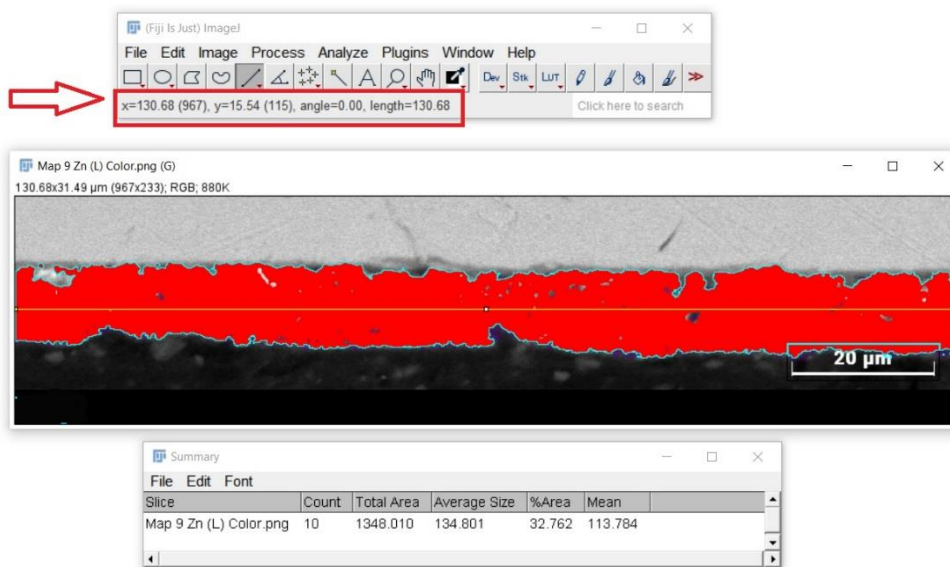 (Fiji Is Just) ImageJ
File Edit Image Process Analyze Plugins Window Help
A Dev Stk LUT
x=130.68 (967), y=15.54 (115), angle=0.00, length=130.68 Click here to search
Map 9 Zn (L) Color.png (G)
130.68x31.49 µm (967x233); RGB; 880K
20 µm
Summary
File Edit Font
Slice Count Total Area Average Size %Area Mean
Map 9 Zn (L) Color.png 10 1348.010 134.801 32.762 113.784